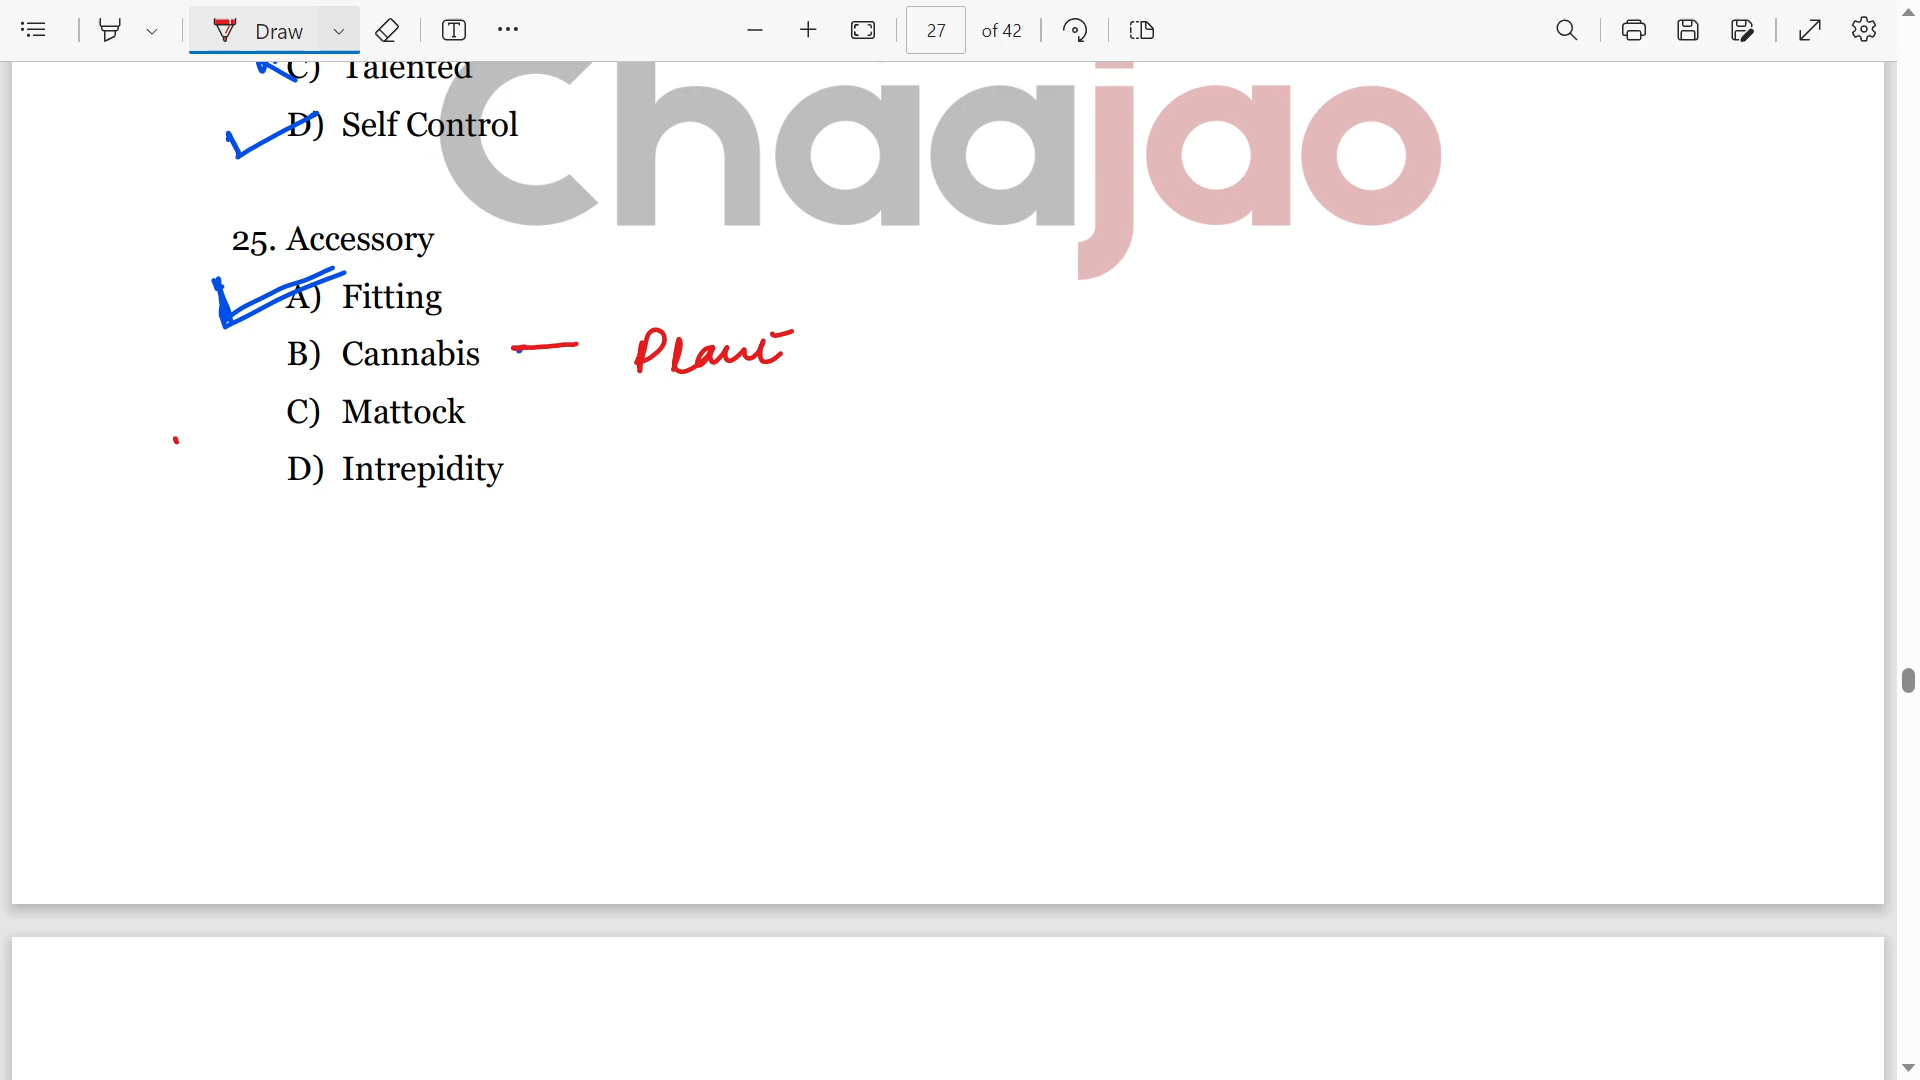 Draw
27 of 42
C) Talented
D) Self Control
Chaajao
25. Accessory
A) Fitting
B) Cannabis — Plant
C) Mattock
D) Intrepidity